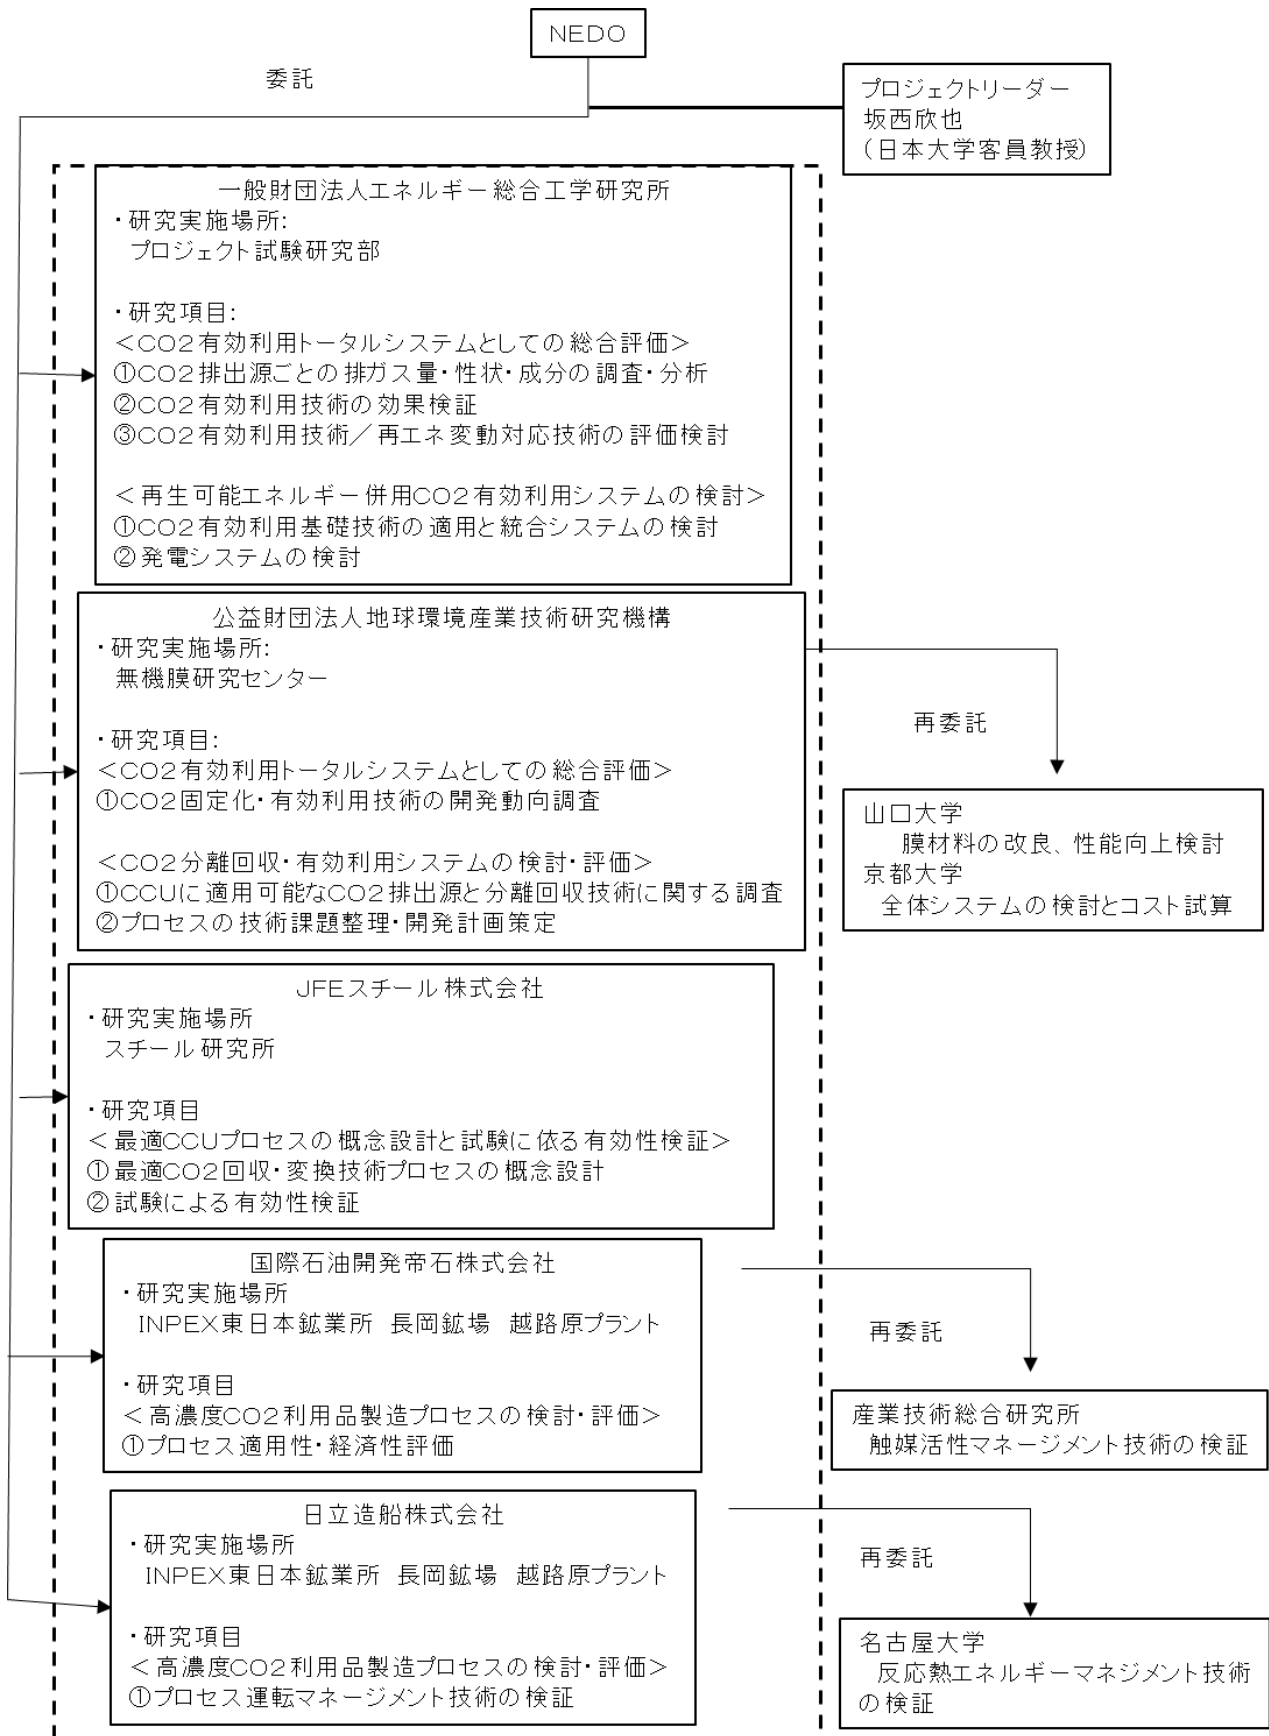 NEDO
委託
プロジェクトリーダー
坂西欣也
(日本大学客員教授)
一般財団法人エネルギー総合工学研究所
・研究実施場所:
プロジェクト試験研究部
・研究項目:
<CO2有効利用トータルシステムとしての総合評価>
①CO2排出源ごとの排ガス量・性状・成分の調査・分析
②CO2有効利用技術の効果検証
③CO2有効利用技術/再エネ変動対応技術の評価検討
<再生可能エネルギー併用CO2有効利用システムの検討>
①CO2有効利用基礎技術の適用と統合システムの検討
②発電システムの検討
公益財団法人地球環境産業技術研究機構
・研究実施場所:
無機膜研究センター
・研究項目:
<CO2有効利用トータルシステムとしての総合評価>
①CO2固定化・有効利用技術の開発動向調査
<CO2分離回収・有効利用システムの検討・評価>
①CCUに適用可能なCO2排出源と分離回収技術に関する調査
②プロセスの技術課題整理・開発計画策定
再委託
山口大学
膜材料の改良、性能向上検討
京都大学
全体システムの検討とコスト試算
JFEスチール株式会社
・研究実施場所
スチール研究所
・研究項目
<最適CCUプロセスの概念設計と試験に依る有効性検証>
①最適CO2回収・変換技術プロセスの概念設計
②試験による有効性検証
国際石油開発帝石株式会社
・研究実施場所
INPEX東日本鉱業所 長岡鉱場 越路原プラント
・研究項目
<高濃度CO2利用品製造プロセスの検討・評価>
①プロセス適用性・経済性評価
再委託
産業技術総合研究所
触媒活性マネージメント技術の検証
日立造船株式会社
・研究実施場所
INPEX東日本鉱業所 長岡鉱場 越路原プラント
・研究項目
<高濃度CO2利用品製造プロセスの検討・評価>
①プロセス運転マネージメント技術の検証
再委託
名古屋大学
反応熱エネルギーマネジメント技術
の検証